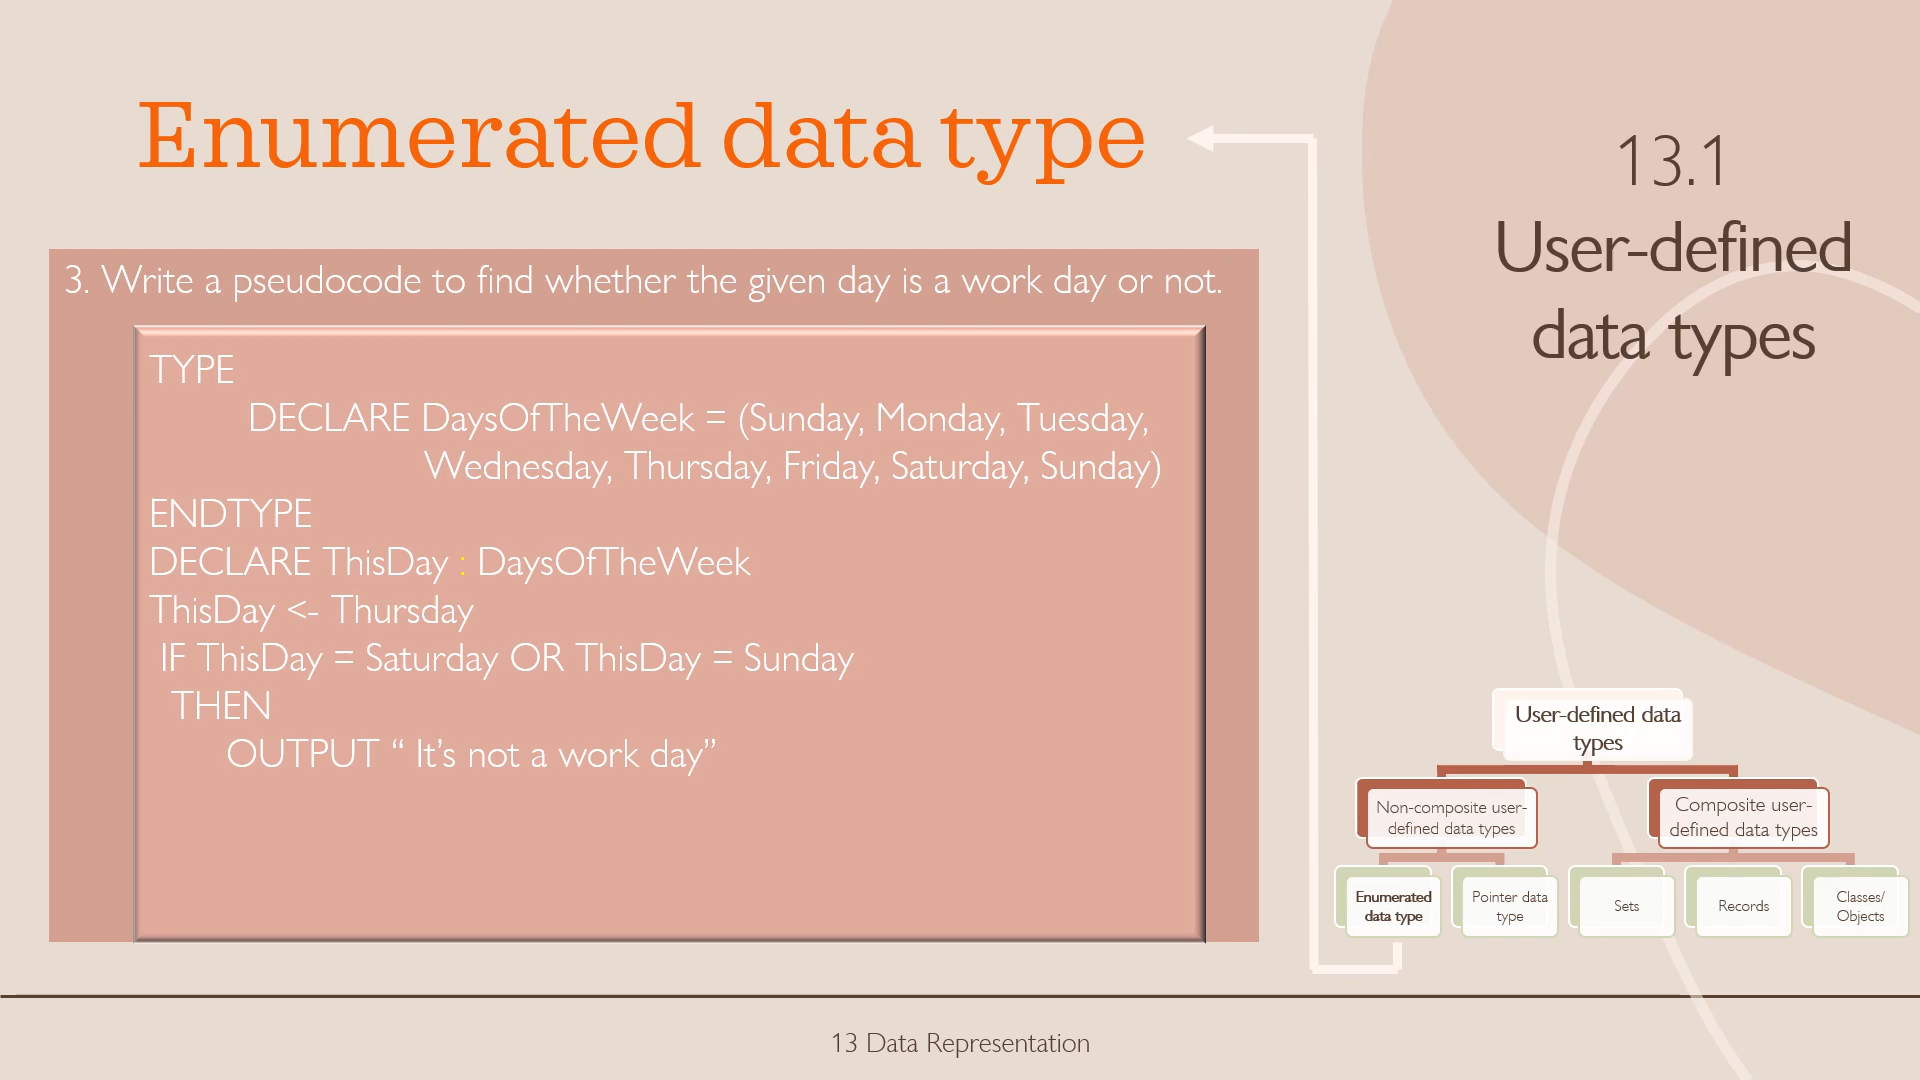 Enumerated data type
13.1
User-defined
data types
3. Write a pseudocode to find whether the given day is a work day or not.
TYPE
DECLARE DaysOfTheWeek = (Sunday, Monday, Tuesday,
Wednesday, Thursday, Friday, Saturday, Sunday)
ENDTYPE
DECLARE ThisDay : DaysOfTheWeek
ThisDay <- Thursday
IF ThisDay = Saturday OR ThisDay = Sunday
THEN
OUTPUT “ It’s not a work day”
User-defined data
types
Non-composite user-
defined data types
Composite user-
defined data types
Enumerated
data type
Pointer data
type
Sets
Records
Classes/
Objects
13 Data Representation